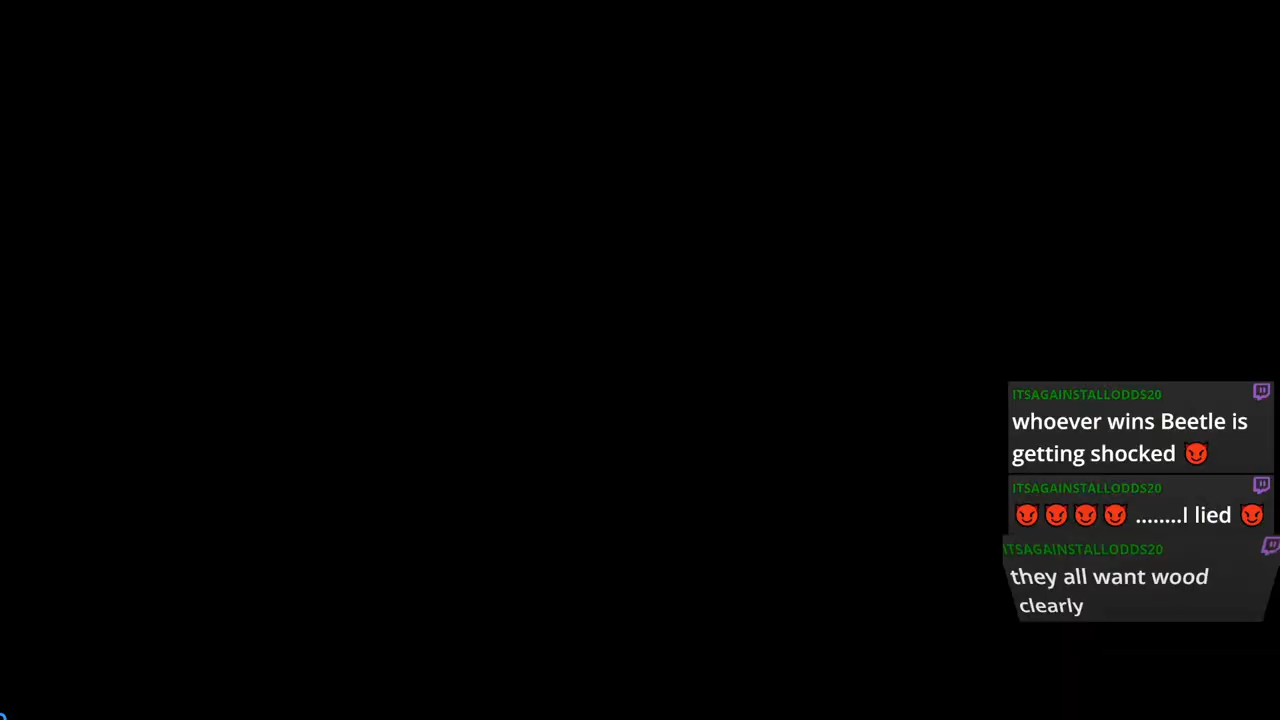 ITSAGAINSTALLODDS20
whoever wins Beetle is
getting shocked 😈
ITSAGAINSTALLODDS20
😈😈😈😈 ........I lied 😈
ITSAGAINSTALLODDS20
they all want wood
clearly